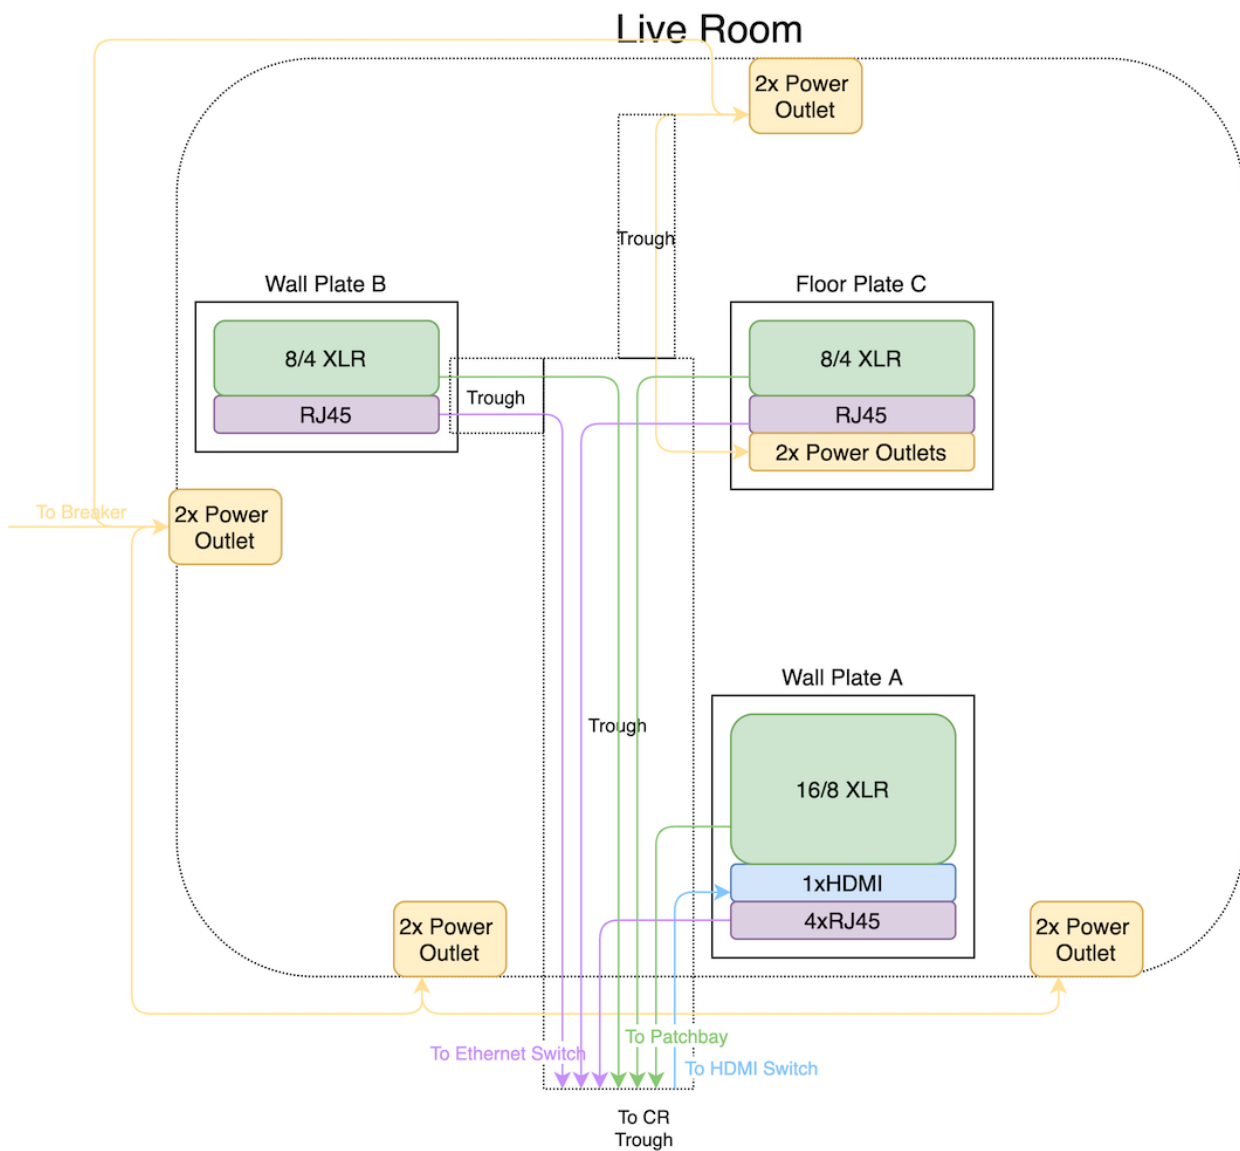 Live Room
2x Power
Outlet
Trough
Wall Plate B
Floor Plate C
8/4 XLR
8/4 XLR
Trough
RJ45
RJ45
2x Power Outlets
To Breaker
2x Power
Outlet
Wall Plate A
Trough
16/8 XLR
1xHDMI
4xRJ45
2x Power
Outlet
2x Power
Outlet
To Patchbay
To Ethernet Switch
To HDMI Switch
To CR
Trough